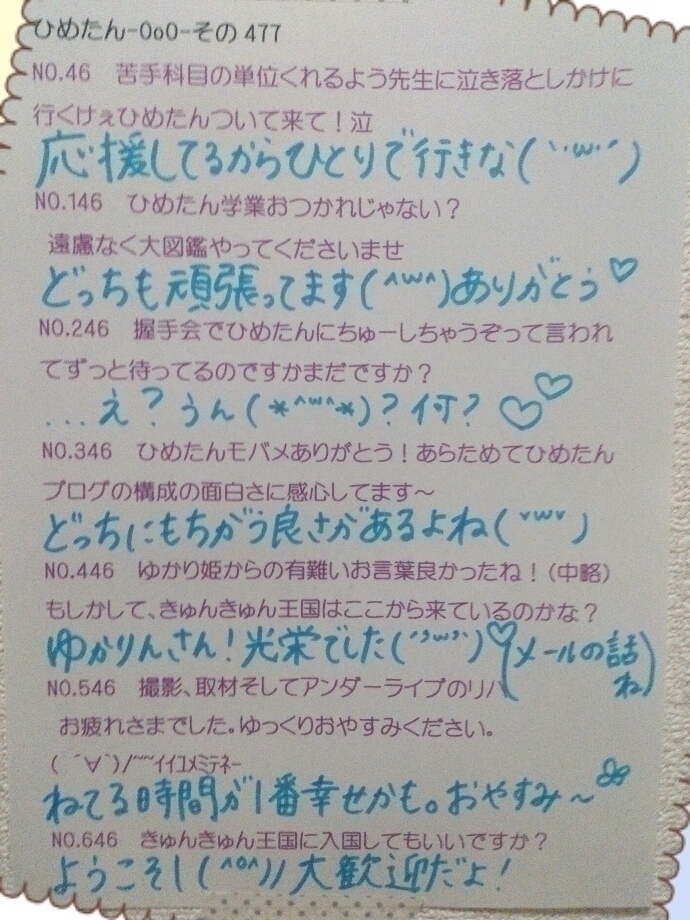 ひめたん-OoO-その477
NO.46 苦手科目の単位くれるよう先生に泣き落としかけに
行くけぇひめたんついて来て！泣
応援してるからひとりで行きな(｀･w･´)
NO.146 ひめたん学業おつかれじゃない？
遠慮なく大図鑑やってくださいませ
どっちも頑張ってます(^w^)ありがとう♡
NO.246 握手会でひめたんにちゅーしちゃうぞって言われ
てずっと待ってるのですがまだですか？
...え？うん(*^w^*)？何？♡♡
NO.346 ひめたんモバメありがとう！あらためてひめたん
ブログの構成の面白さに感心してます～
どっちにもちがう良さがあるよね(ˇwˇ)
NO.446 ゆかり姫からの有難いお言葉良かったね！(中略)
もしかして、きゅんきゅん王国はここから来ているのかな？
ゆかりんさん！光栄でした(´･w･`)♡(メールの話
ね)
NO.546 撮影、取材そしてアンダーライブのリハ
お疲れさまでした。ゆっくりおやすみください。
( ´∀`)/~~~ｲｲﾕﾒﾐﾃﾈｰ
ねてる時間が1番幸せかも。おやすみ～
NO.646 きゅんきゅん王国に入国してもいいですか？
ようこそ！(^o^)//大歓迎だよ！